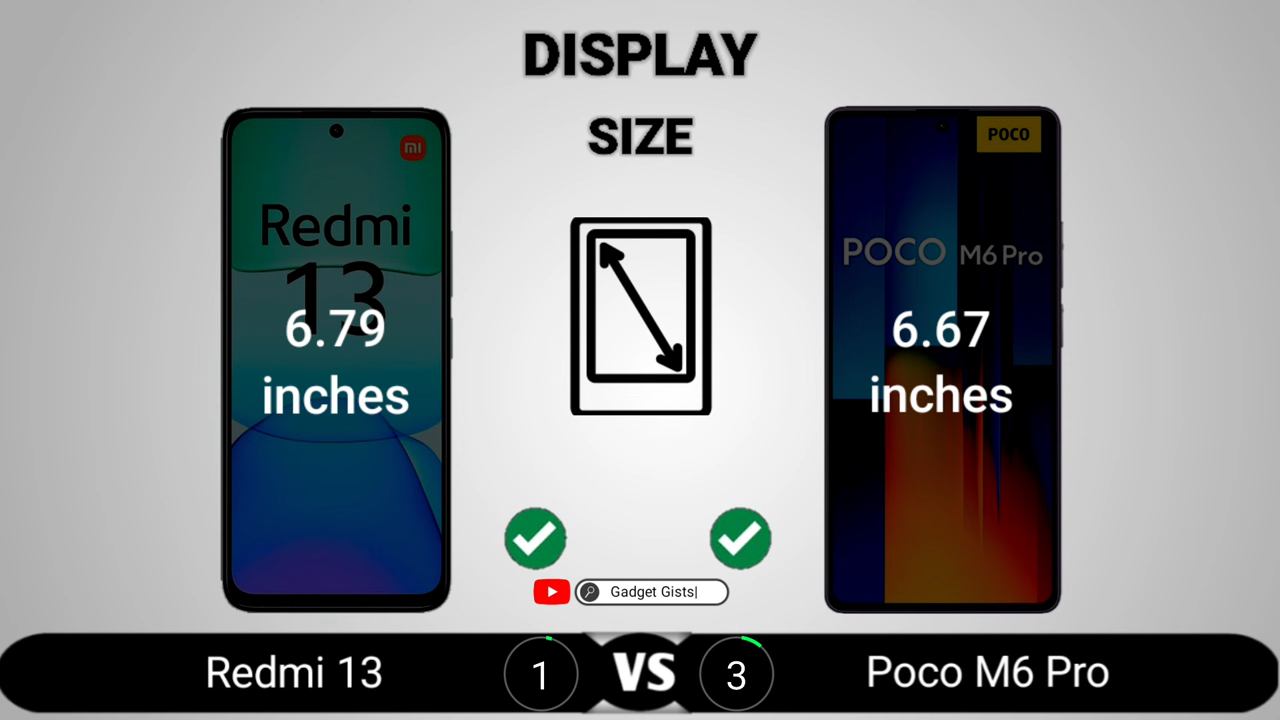 DISPLAY
SIZE
mi
Redmi
13
6.79
inches
POCO
POCO M6 Pro
6.67
inches
Gadget Gists|
Redmi 13
1
VS
3
Poco M6 Pro